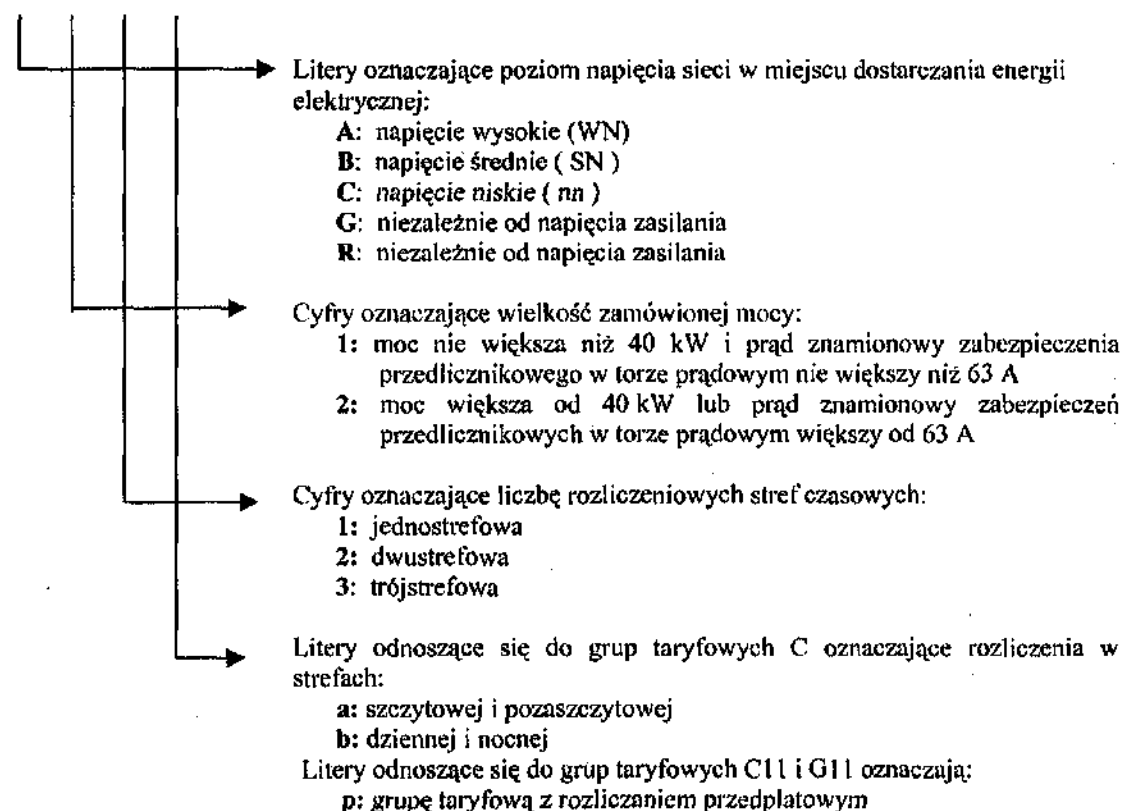 Litery oznaczające poziom napięcia sieci w miejscu dostarczania energii
elektrycznej:
A: napięcie wysokie (WN)
B: napięcie średnie ( SN )
C: napięcie niskie ( nn )
G: niezależnie od napięcia zasilania
R: niezależnie od napięcia zasilania
Cyfry oznaczające wielkość zamówionej mocy:
1: moc nie większa niż 40 kW i prąd znamionowy zabezpieczenia
przedlicznikowego w torze prądowym nie większy niż 63 A
2: moc większa od 40 kW lub prąd znamionowy zabezpieczeń
przedlicznikowych w torze prądowym większy od 63 A
Cyfry oznaczające liczbę rozliczeniowych stref czasowych:
1: jednostrefowa
2: dwustrefowa
3: trójstrefowa
Litery odnoszące się do grup taryfowych C oznaczające rozliczenia w
strefach:
a: szczytowej i pozaszczytowej
b: dziennej i nocnej
Litery odnoszące się do grup taryfowych C11 i G11 oznaczają:
p: grupę taryfową z rozliczaniem przedpłatowym